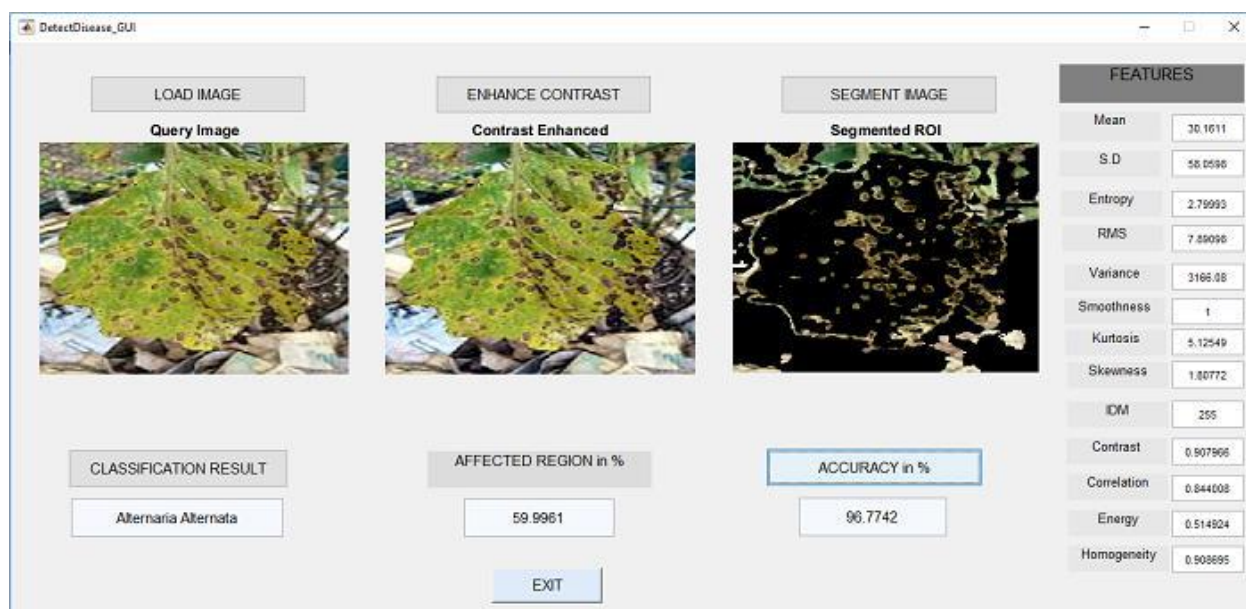 DetectDisease_GUI
LOAD IMAGE
ENHANCE CONTRAST
SEGMENT IMAGE
Query Image
Contrast Enhanced
Segmented ROI
CLASSIFICATION RESULT
AFFECTED REGION in %
ACCURACY in %
Alternaria Alternata
59.9961
96.7742
EXIT
FEATURES
Mean 30.1611
S.D 58.0598
Entropy 2.79993
RMS 7.89098
Variance 3166.08
Smoothness 1
Kurtosis 5.12549
Skewness 1.80772
IDM 255
Contrast 0.907966
Correlation 0.844008
Energy 0.514924
Homogeneity 0.908695